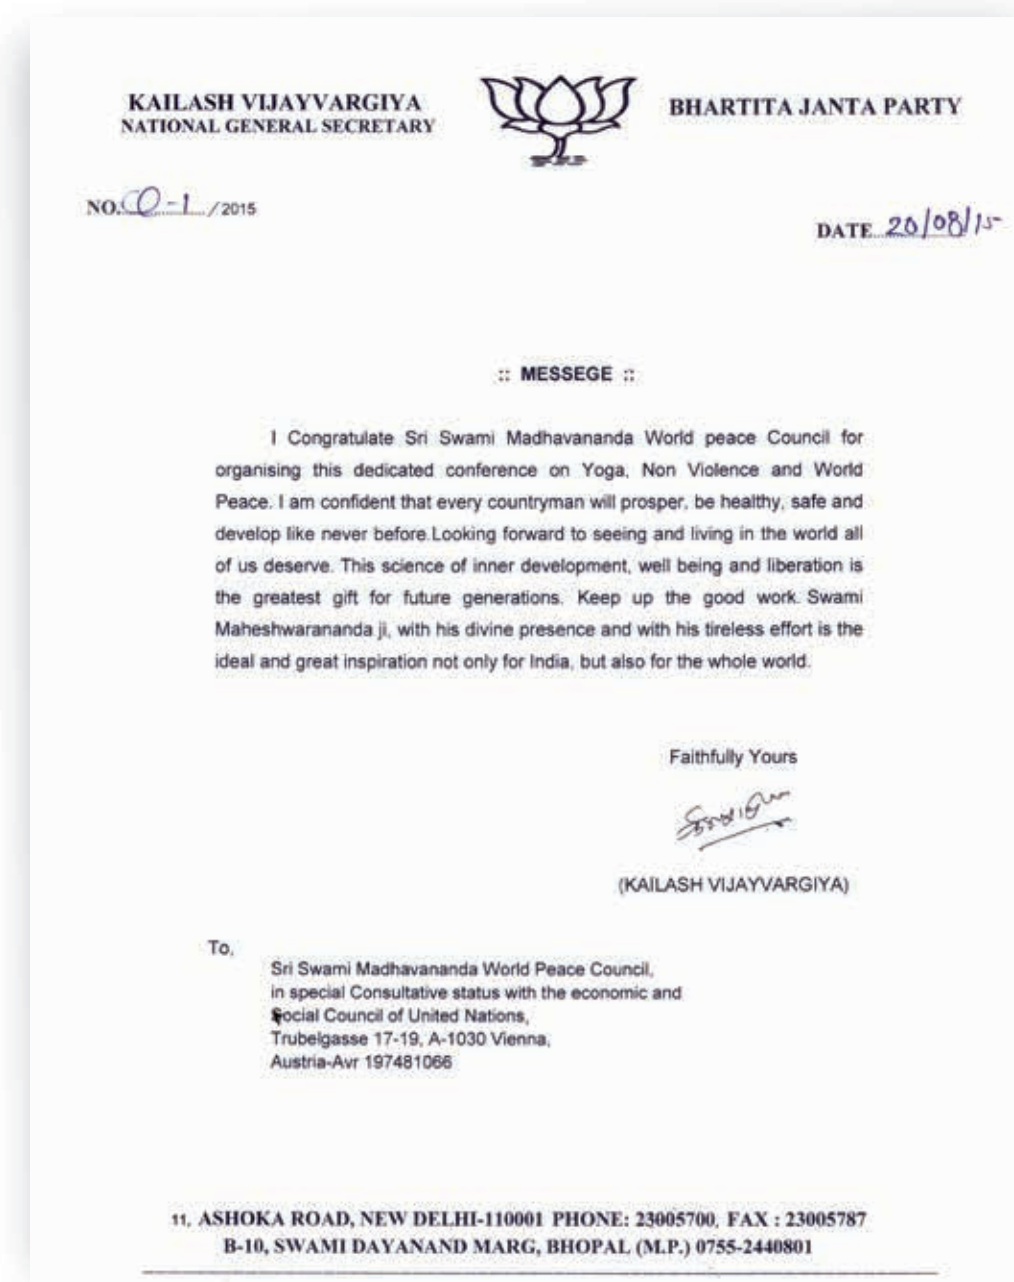 KAILASH VIJAYVARGIYA
NATIONAL GENERAL SECRETARY
BHARTITA JANTA PARTY
NO. CO-1 / 2015
DATE 20/08/15
:: MESSEGE ::
I Congratulate Sri Swami Madhavananda World peace Council for
organising this dedicated conference on Yoga, Non Violence and World
Peace. I am confident that every countryman will prosper, be healthy, safe and
develop like never before.Looking forward to seeing and living in the world all
of us deserve. This science of inner development, well being and liberation is
the greatest gift for future generations. Keep up the good work. Swami
Maheshwarananda ji, with his divine presence and with his tireless effort is the
ideal and great inspiration not only for India, but also for the whole world.
Faithfully Yours
(KAILASH VIJAYVARGIYA)
To,
Sri Swami Madhavananda World Peace Council,
in special Consultative status with the economic and
Social Council of United Nations,
Trubelgasse 17-19, A-1030 Vienna,
Austria-Avr 197481066
11, ASHOKA ROAD, NEW DELHI-110001 PHONE: 23005700, FAX : 23005787
B-10, SWAMI DAYANAND MARG, BHOPAL (M.P.) 0755-2440801